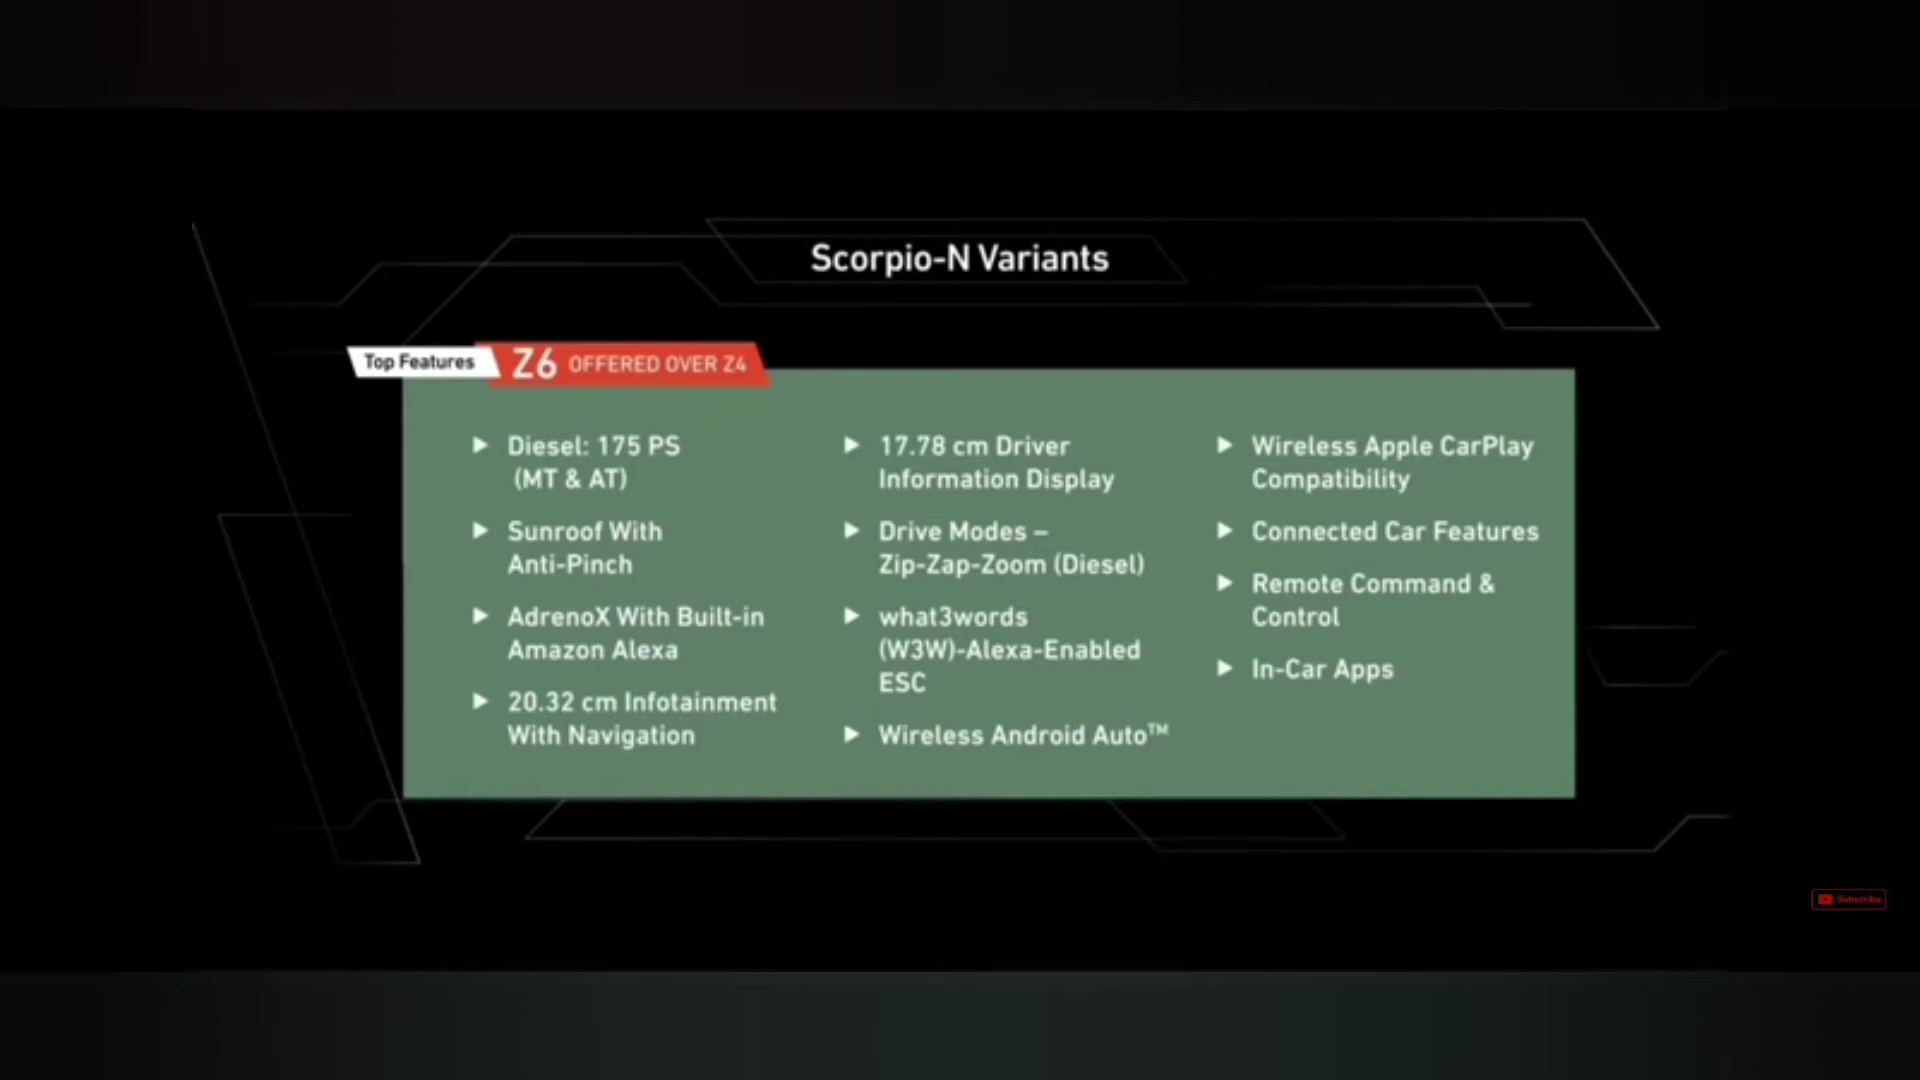 Scorpio-N Variants
Top Features
Z6 OFFERED OVER Z4
Diesel: 175 PS
(MT & AT)
Sunroof With
Anti-Pinch
AdrenoX With Built-in
Amazon Alexa
20.32 cm Infotainment
With Navigation
17.78 cm Driver
Information Display
Drive Modes –
Zip-Zap-Zoom (Diesel)
what3words
(W3W)-Alexa-Enabled
ESC
Wireless Android Auto™
Wireless Apple CarPlay
Compatibility
Connected Car Features
Remote Command &
Control
In-Car Apps
Subscribe